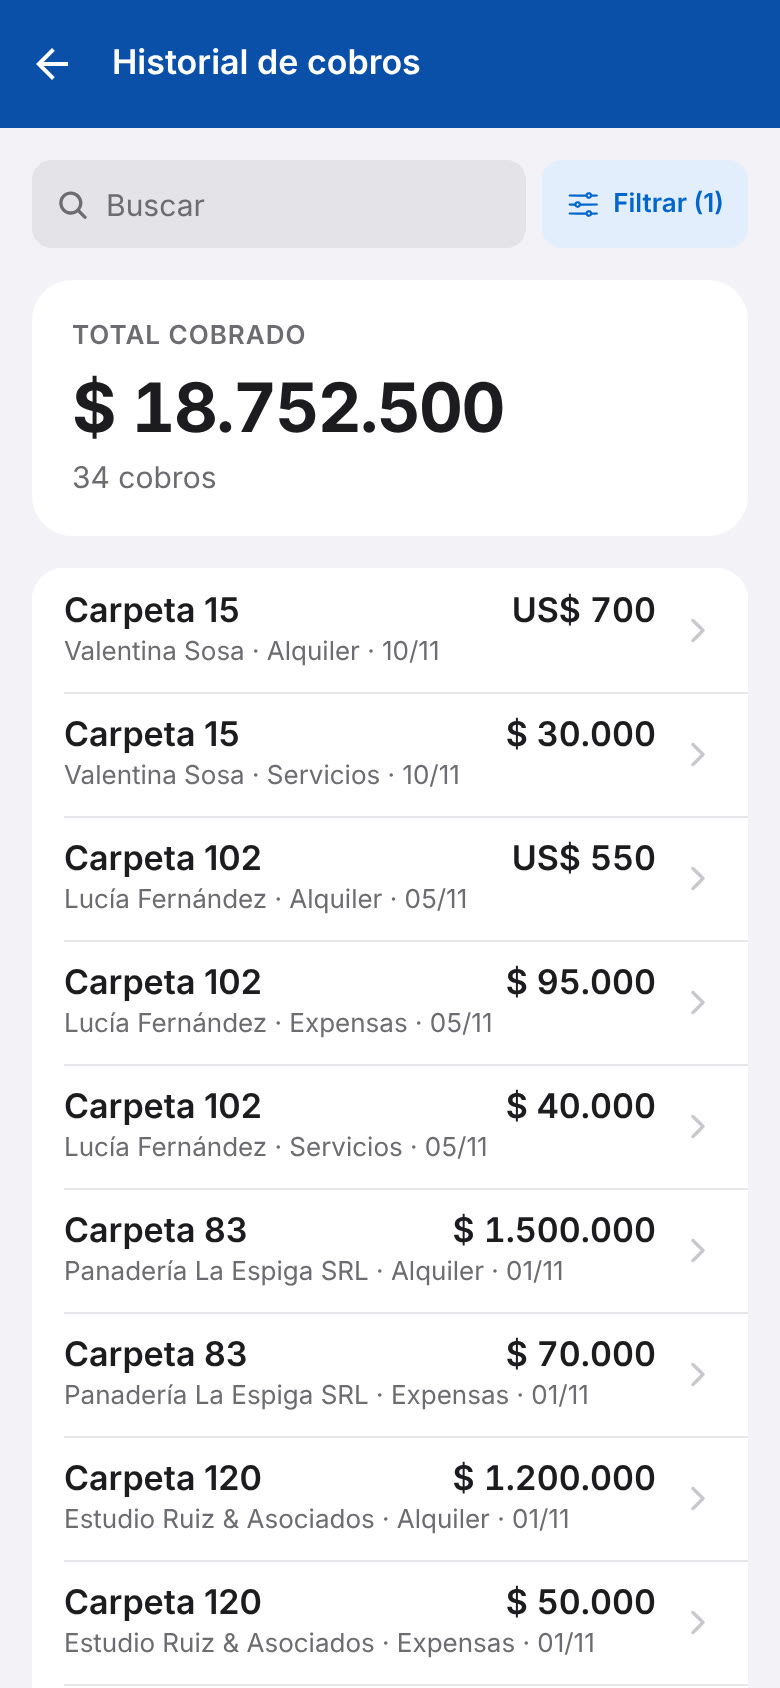 Historial de cobros
Buscar
Filtrar (1)
TOTAL COBRADO
$ 18.752.500
34 cobros
Carpeta 15 US$ 700
Valentina Sosa · Alquiler · 10/11
Carpeta 15 $ 30.000
Valentina Sosa · Servicios · 10/11
Carpeta 102 US$ 550
Lucía Fernández · Alquiler · 05/11
Carpeta 102 $ 95.000
Lucía Fernández · Expensas · 05/11
Carpeta 102 $ 40.000
Lucía Fernández · Servicios · 05/11
Carpeta 83 $ 1.500.000
Panadería La Espiga SRL · Alquiler · 01/11
Carpeta 83 $ 70.000
Panadería La Espiga SRL · Expensas · 01/11
Carpeta 120 $ 1.200.000
Estudio Ruiz & Asociados · Alquiler · 01/11
Carpeta 120 $ 50.000
Estudio Ruiz & Asociados · Expensas · 01/11